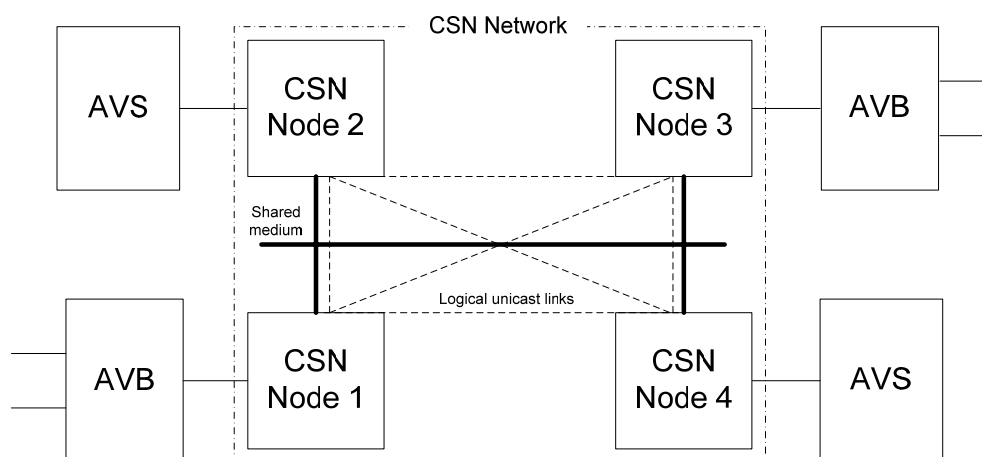 CSN Network
AVS
CSN
Node 2
CSN
Node 3
AVB
Shared
medium
Logical unicast links
AVB
CSN
Node 1
CSN
Node 4
AVS